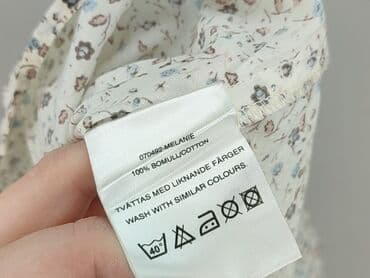 070492 MELANIE
100% BOMULL/COTTON
TVÄTTAS MED LIKNANDE FÄRGER
WASH WITH SIMILAR COLOURS
40°